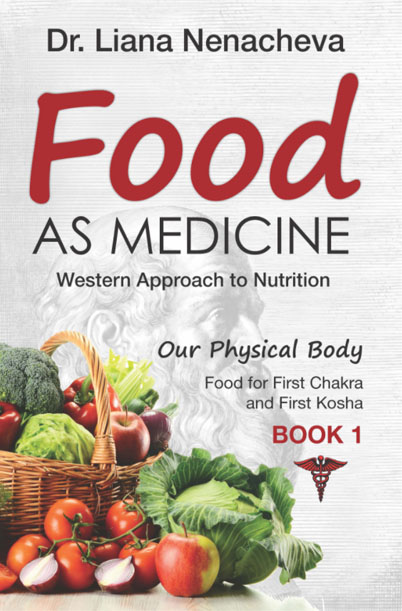 Dr. Liana Nenacheva
Food
AS MEDICINE
Western Approach to Nutrition
Our Physical Body
Food for First Chakra
and First Kosha
BOOK 1